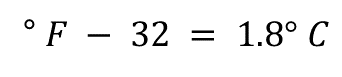 ° F − 32 = 1.8° C